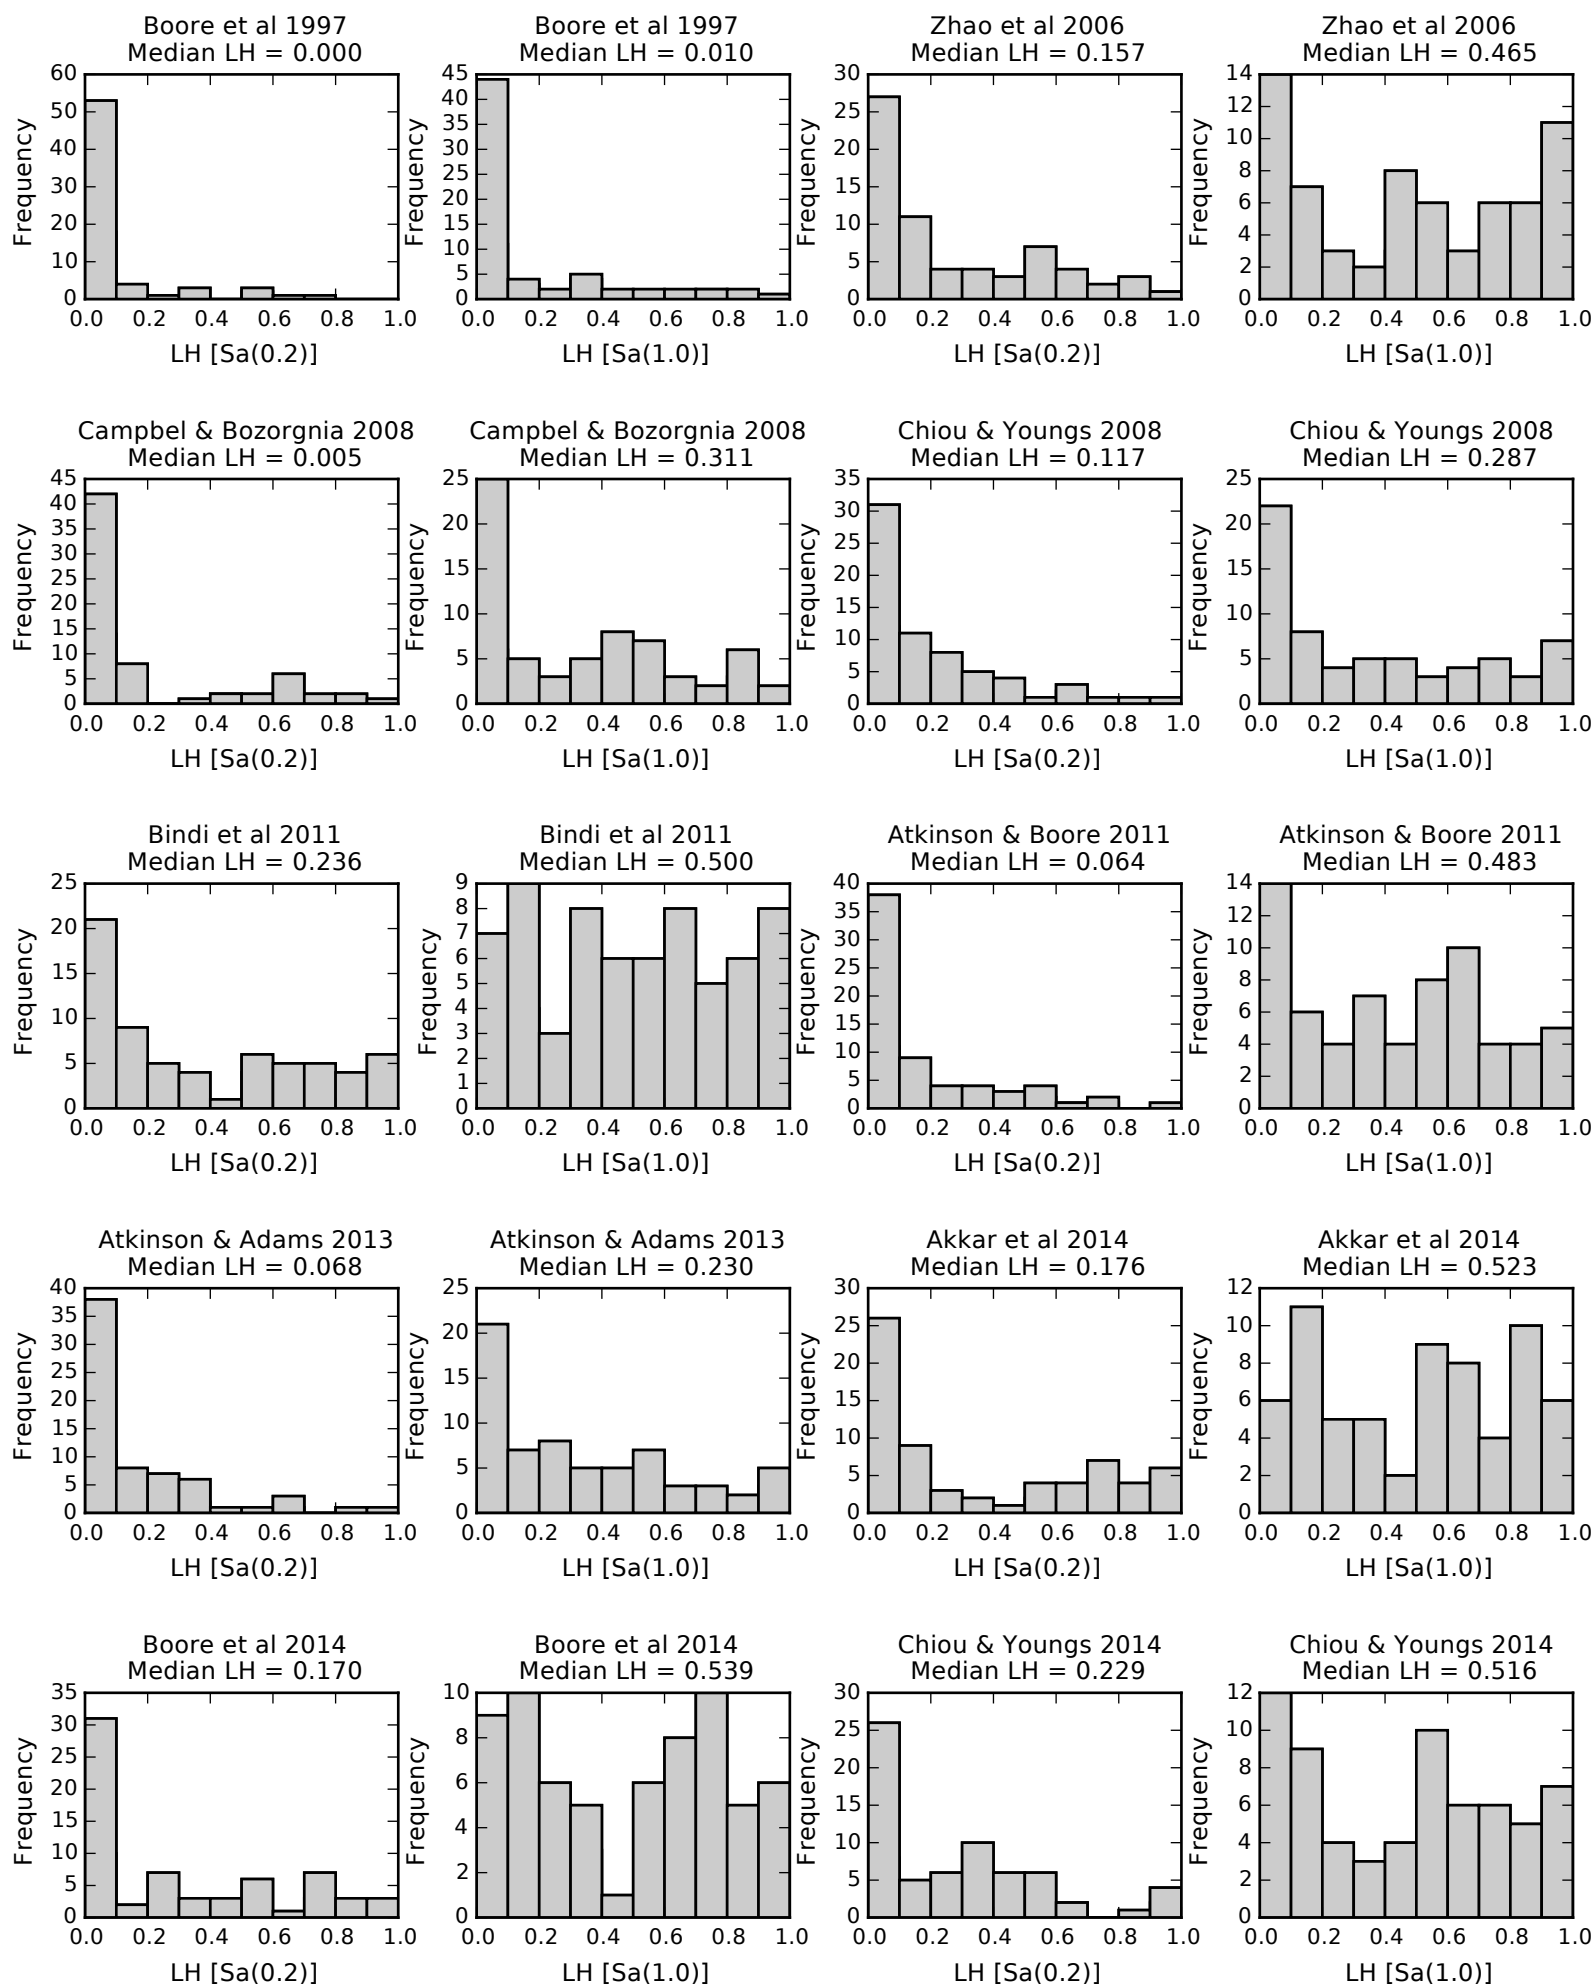 Boore et al 1997
Median LH = 0.000
Frequency
60
50
40
30
20
10
0
0.0 0.2 0.4 0.6 0.8 1.0
LH [Sa(0.2)]
Boore et al 1997
Median LH = 0.010
Frequency
45
40
35
30
25
20
15
10
5
0
0.0 0.2 0.4 0.6 0.8 1.0
LH [Sa(1.0)]
Zhao et al 2006
Median LH = 0.157
Frequency
30
25
20
15
10
5
0
0.0 0.2 0.4 0.6 0.8 1.0
LH [Sa(0.2)]
Zhao et al 2006
Median LH = 0.465
Frequency
14
12
10
8
6
4
2
0
0.0 0.2 0.4 0.6 0.8 1.0
LH [Sa(1.0)]
Campbel & Bozorgnia 2008
Median LH = 0.005
Frequency
45
40
35
30
25
20
15
10
5
0
0.0 0.2 0.4 0.6 0.8 1.0
LH [Sa(0.2)]
Campbel & Bozorgnia 2008
Median LH = 0.311
Frequency
25
20
15
10
5
0
0.0 0.2 0.4 0.6 0.8 1.0
LH [Sa(1.0)]
Chiou & Youngs 2008
Median LH = 0.117
Frequency
35
30
25
20
15
10
5
0
0.0 0.2 0.4 0.6 0.8 1.0
LH [Sa(0.2)]
Chiou & Youngs 2008
Median LH = 0.287
Frequency
25
20
15
10
5
0
0.0 0.2 0.4 0.6 0.8 1.0
LH [Sa(1.0)]
Bindi et al 2011
Median LH = 0.236
Frequency
25
20
15
10
5
0
0.0 0.2 0.4 0.6 0.8 1.0
LH [Sa(0.2)]
Bindi et al 2011
Median LH = 0.500
Frequency
9
8
7
6
5
4
3
2
1
0
0.0 0.2 0.4 0.6 0.8 1.0
LH [Sa(1.0)]
Atkinson & Boore 2011
Median LH = 0.064
Frequency
40
35
30
25
20
15
10
5
0
0.0 0.2 0.4 0.6 0.8 1.0
LH [Sa(0.2)]
Atkinson & Boore 2011
Median LH = 0.483
Frequency
14
12
10
8
6
4
2
0
0.0 0.2 0.4 0.6 0.8 1.0
LH [Sa(1.0)]
Atkinson & Adams 2013
Median LH = 0.068
Frequency
40
35
30
25
20
15
10
5
0
0.0 0.2 0.4 0.6 0.8 1.0
LH [Sa(0.2)]
Atkinson & Adams 2013
Median LH = 0.230
Frequency
25
20
15
10
5
0
0.0 0.2 0.4 0.6 0.8 1.0
LH [Sa(1.0)]
Akkar et al 2014
Median LH = 0.176
Frequency
30
25
20
15
10
5
0
0.0 0.2 0.4 0.6 0.8 1.0
LH [Sa(0.2)]
Akkar et al 2014
Median LH = 0.523
Frequency
12
10
8
6
4
2
0
0.0 0.2 0.4 0.6 0.8 1.0
LH [Sa(1.0)]
Boore et al 2014
Median LH = 0.170
Frequency
35
30
25
20
15
10
5
0
0.0 0.2 0.4 0.6 0.8 1.0
LH [Sa(0.2)]
Boore et al 2014
Median LH = 0.539
Frequency
10
8
6
4
2
0
0.0 0.2 0.4 0.6 0.8 1.0
LH [Sa(1.0)]
Chiou & Youngs 2014
Median LH = 0.229
Frequency
30
25
20
15
10
5
0
0.0 0.2 0.4 0.6 0.8 1.0
LH [Sa(0.2)]
Chiou & Youngs 2014
Median LH = 0.516
Frequency
12
10
8
6
4
2
0
0.0 0.2 0.4 0.6 0.8 1.0
LH [Sa(1.0)]